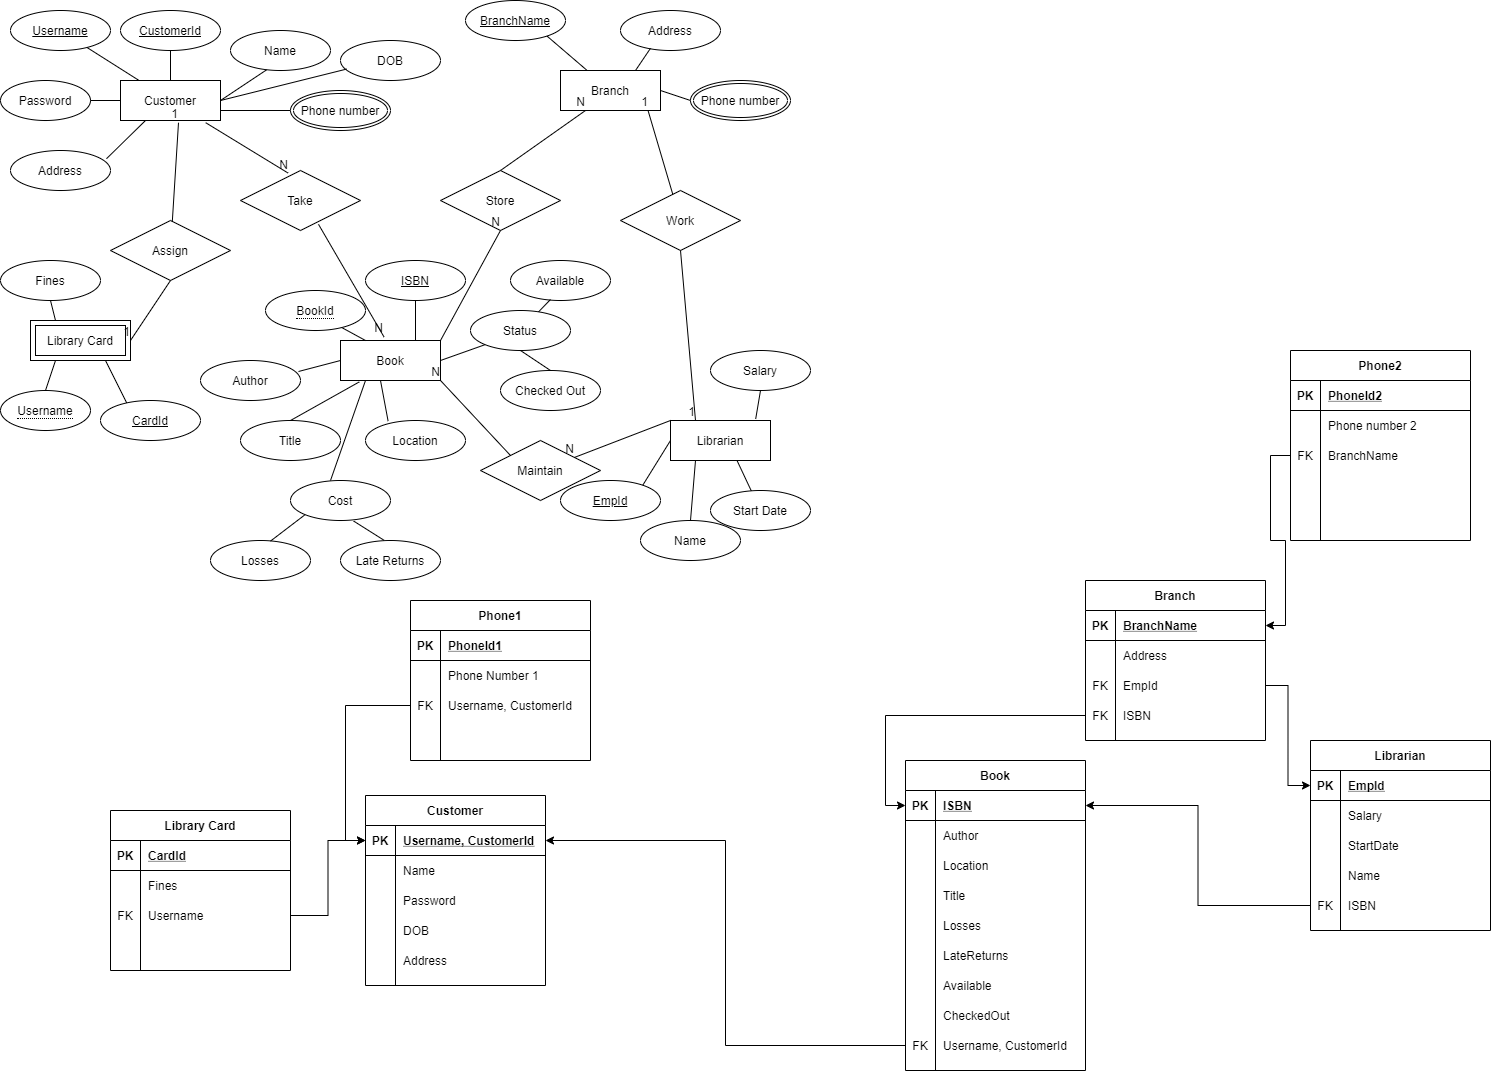 Username
CustomerId
Name
DOB
Password
Customer
1
Phone number
Address
BranchName
Address
Branch
N
1
Phone number
N
Take
Store
N
Work
Assign
Fines
Library Card
1
Username
CardId
ISBN
BookId
N
Available
Status
Checked Out
Book
N
Author
Title
Location
Cost
Losses
Late Returns
Maintain
N
Salary
1
Librarian
EmpId
Start Date
Name
Phone2
PK PhoneId2
Phone number 2
FK BranchName
Branch
PK BranchName
Address
FK EmpId
FK ISBN
Phone1
PK PhoneId1
Phone Number 1
FK Username, CustomerId
Librarian
PK EmpId
Salary
StartDate
Name
FK ISBN
Book
PK ISBN
Author
Location
Title
Losses
LateReturns
Available
CheckedOut
FK Username, CustomerId
Customer
PK Username, CustomerId
Name
Password
DOB
Address
Library Card
PK CardId
Fines
FK Username